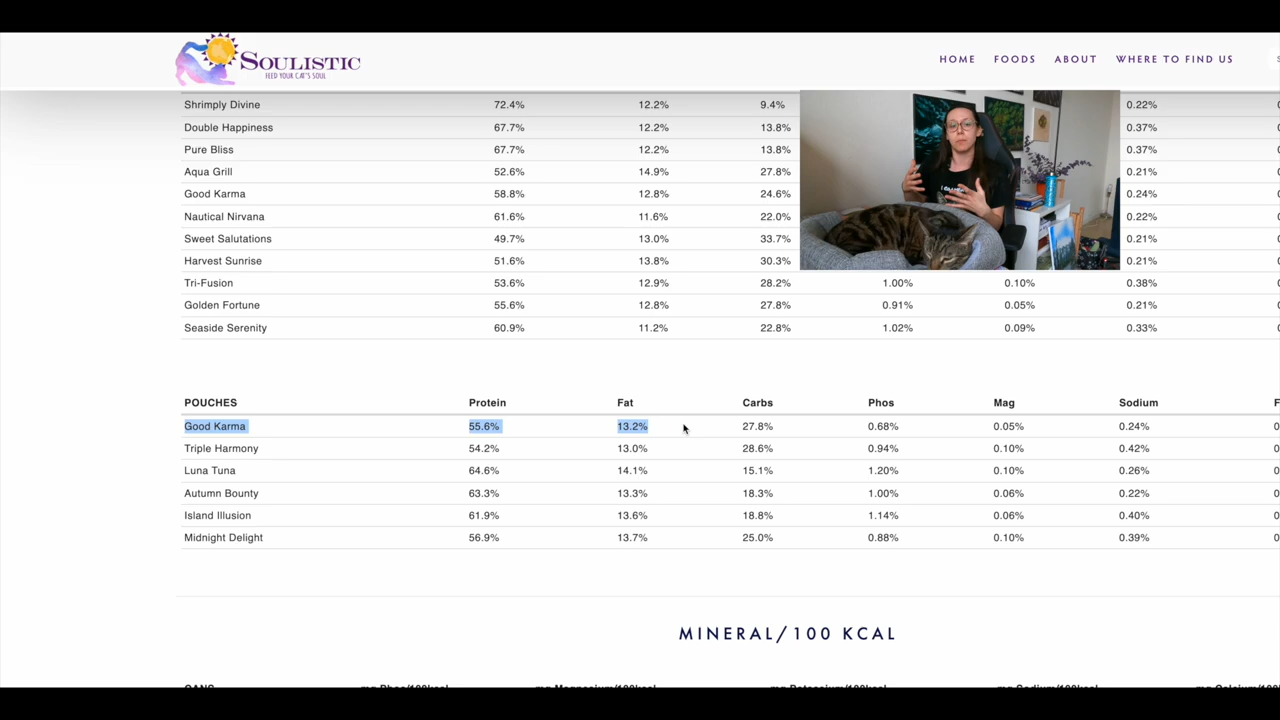 SOULISTIC
FEED YOUR CAT'S SOUL
HOME FOODS ABOUT WHERE TO FIND US
Shrimply Divine 72.4% 12.2% 9.4% 0.22%
Double Happiness 67.7% 12.2% 13.8% 0.37%
Pure Bliss 67.7% 12.2% 13.8% 0.37%
Aqua Grill 52.6% 14.9% 27.8% 0.21%
Good Karma 58.8% 12.8% 24.6% 0.24%
Nautical Nirvana 61.6% 11.6% 22.0% 0.22%
Sweet Salutations 49.7% 13.0% 33.7% 0.21%
Harvest Sunrise 51.6% 13.8% 30.3% 0.21%
Tri-Fusion 53.6% 12.9% 28.2% 1.00% 0.10% 0.38%
Golden Fortune 55.6% 12.8% 27.8% 0.91% 0.05% 0.21%
Seaside Serenity 60.9% 11.2% 22.8% 1.02% 0.09% 0.33%
POUCHES Protein Fat Carbs Phos Mag Sodium
Good Karma 55.6% 13.2% 27.8% 0.68% 0.05% 0.24%
Triple Harmony 54.2% 13.0% 28.6% 0.94% 0.10% 0.42%
Luna Tuna 64.6% 14.1% 15.1% 1.20% 0.10% 0.26%
Autumn Bounty 63.3% 13.3% 18.3% 1.00% 0.06% 0.22%
Island Illusion 61.9% 13.6% 18.8% 1.14% 0.06% 0.40%
Midnight Delight 56.9% 13.7% 25.0% 0.88% 0.10% 0.39%
MINERAL/100 KCAL